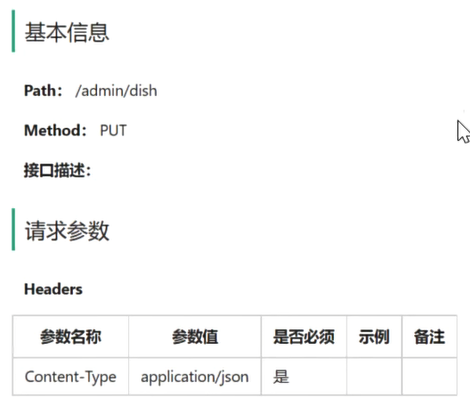 基本信息
Path： /admin/dish
Method： PUT
接口描述：
请求参数
Headers
参数名称 参数值 是否必须 示例 备注
Content-Type application/json 是